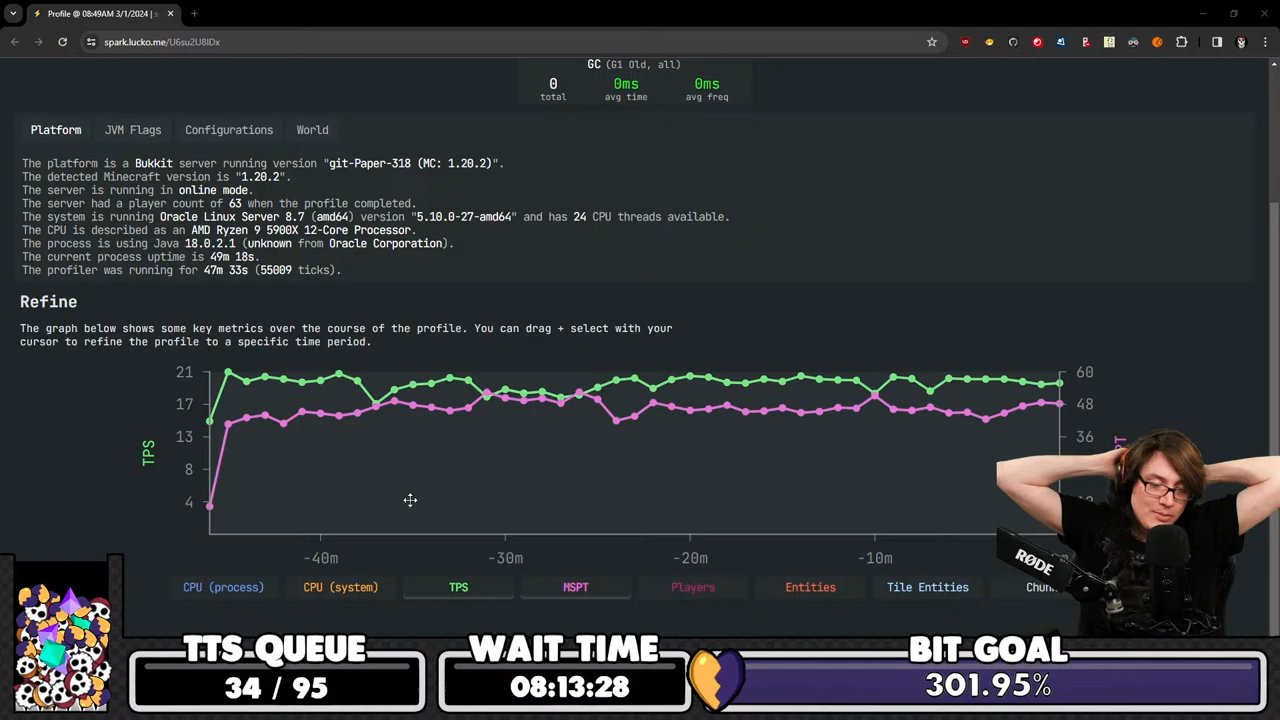 Profile @ 08:49AM 3/1/2024 | s
spark.lucko.me/
GC (G1 Old, all)
0 0ms 0ms
total avg time avg freq
Platform JVM Flags Configurations World
The platform is a Bukkit server running version "git-Paper-318 (MC: 1.20.2)".
The detected Minecraft version is "1.20.2".
The server is running in online mode.
The server had a player count of 63 when the profile completed.
The system is running Oracle Linux Server 8.7 (amd64) version "5.10.0-27-amd64" and has 24 CPU threads available.
The CPU is described as an AMD Ryzen 9 5900X 12-Core Processor.
The process is using Java 18.0.2.1 (unknown from Oracle Corporation).
The current process uptime is 49m 18s.
The profiler was running for 47m 33s (55009 ticks).
Refine
The graph below shows some key metrics over the course of the profile. You can drag + select with your
cursor to refine the profile to a specific time period.
21 60
17 48
13 36
TPS
8
4
-40m -30m -20m -10m
CPU (process) CPU (system) TPS MSPT Players Entities Tile Entities Chun
RØDE
TTS QUEUE WAIT TIME BIT GOAL
34 / 95 08:13:28 301.95%